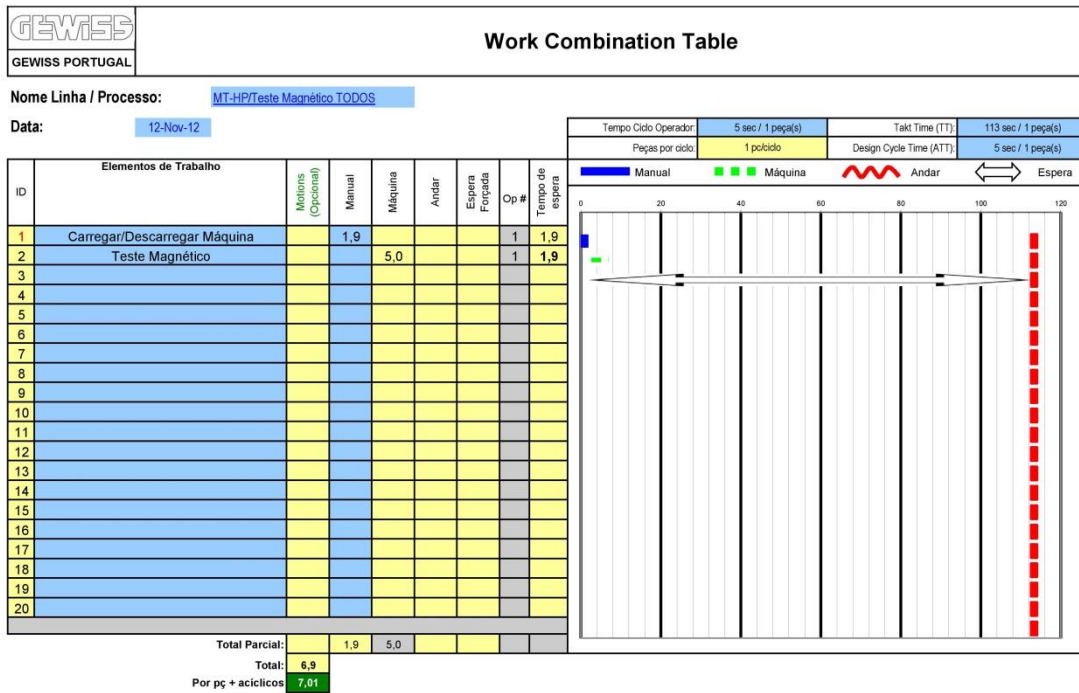 GEWISS
GEWISS PORTUGAL
Work Combination Table
Nome Linha / Processo: MT-HP/Teste Magnético TODOS
Data: 12-Nov-12
Tempo Ciclo Operador: 5 sec / 1 peça(s) Takt Time (TT): 113 sec / 1 peça(s)
Peças por ciclo: 1 pc/ciclo Design Cycle Time (ATT): 5 sec / 1 peça(s)
ID Elementos de Trabalho Motions (Opcional) Manual Máquina Andar Espera Forçada Op # Tempo de espera
Manual Máquina Andar Espera
0 20 40 60 80 100 120
1 Carregar/Descarregar Máquina 1,9 1 1,9
2 Teste Magnético 5,0 1 1,9
3
4
5
6
7
8
9
10
11
12
13
14
15
16
17
18
19
20
Total Parcial: 1,9 5,0
Total: 6,9
Por pç + acíclicos 7,01